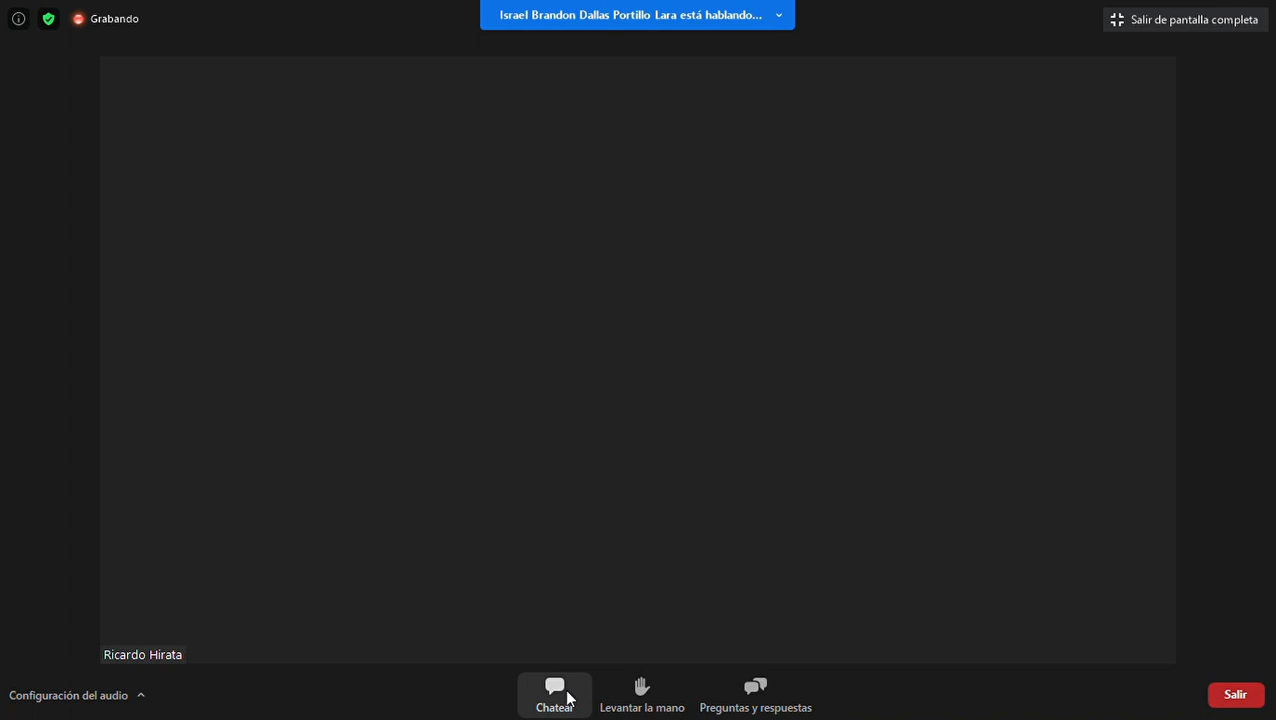 Grabando
Israel Brandon Dallas Portillo Lara está hablando...
Salir de pantalla completa
Ricardo Hirata
Configuración del audio
Chatear
Levantar la mano
Preguntas y respuestas
Salir